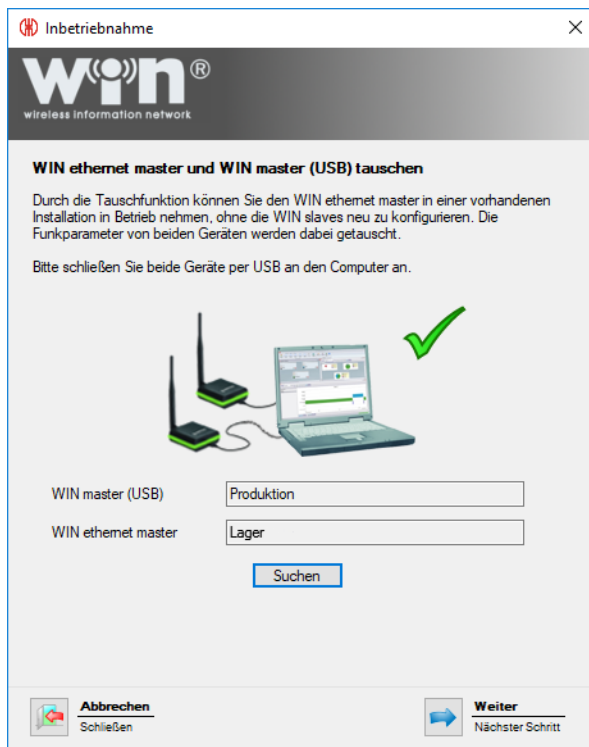 Inbetriebnahme
WIN®
wireless information network
WIN ethernet master und WIN master (USB) tauschen
Durch die Tauschfunktion können Sie den WIN ethernet master in einer vorhandenen
Installation in Betrieb nehmen, ohne die WIN slaves neu zu konfigurieren. Die
Funkparameter von beiden Geräten werden dabei getauscht.
Bitte schließen Sie beide Geräte per USB an den Computer an.
WIN master (USB)
Produktion
WIN ethernet master
Lager
Suchen
Abbrechen
Schließen
Weiter
Nächster Schritt